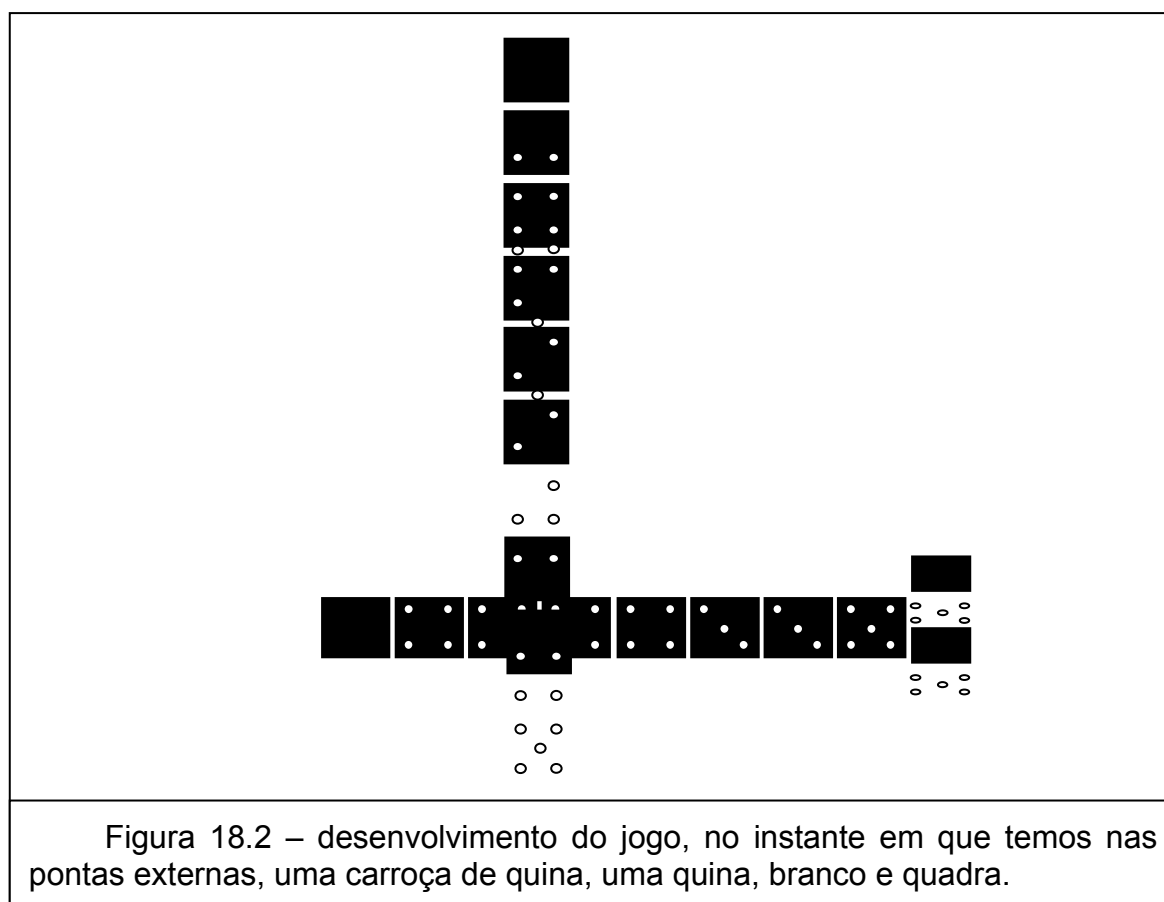 Figura 18.2 – desenvolvimento do jogo, no instante em que temos nas
pontas externas, uma carroça de quina, uma quina, branco e quadra.